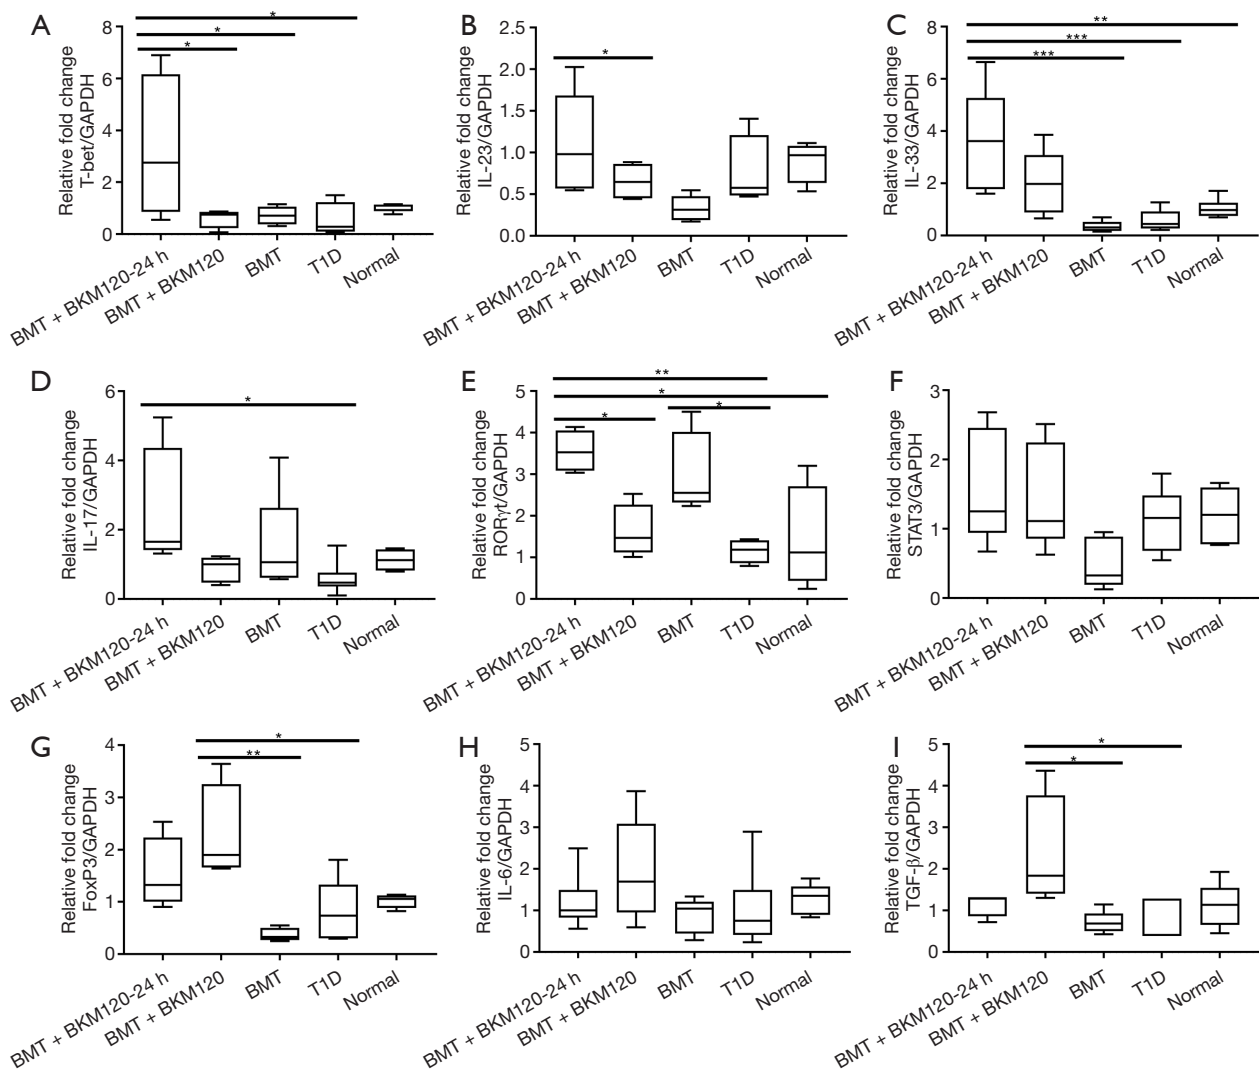 A
Relative fold change
T-bet/GAPDH
8
6
4
2
0
*
*
*
BMT + BKM120-24 h
BMT + BKM120
BMT
T1D
Normal
B
Relative fold change
IL-23/GAPDH
2.5
2.0
1.5
1.0
0.5
0.0
*
BMT + BKM120-24 h
BMT + BKM120
BMT
T1D
Normal
C
Relative fold change
IL-33/GAPDH
8
6
4
2
0
**
***
***
BMT + BKM120-24 h
BMT + BKM120
BMT
T1D
Normal
D
Relative fold change
IL-17/GAPDH
6
4
2
0
*
BMT + BKM120-24 h
BMT + BKM120
BMT
T1D
Normal
E
Relative fold change
RORγt/GAPDH
5
4
3
2
1
0
**
*
*
*
BMT + BKM120-24 h
BMT + BKM120
BMT
T1D
Normal
F
Relative fold change
STAT3/GAPDH
3
2
1
0
BMT + BKM120-24 h
BMT + BKM120
BMT
T1D
Normal
G
Relative fold change
FoxP3/GAPDH
4
3
2
1
0
*
**
BMT + BKM120-24 h
BMT + BKM120
BMT
T1D
Normal
H
Relative fold change
IL-6/GAPDH
5
4
3
2
1
0
BMT + BKM120-24 h
BMT + BKM120
BMT
T1D
Normal
I
Relative fold change
TGF-β/GAPDH
5
4
3
2
1
0
*
*
BMT + BKM120-24 h
BMT + BKM120
BMT
T1D
Normal